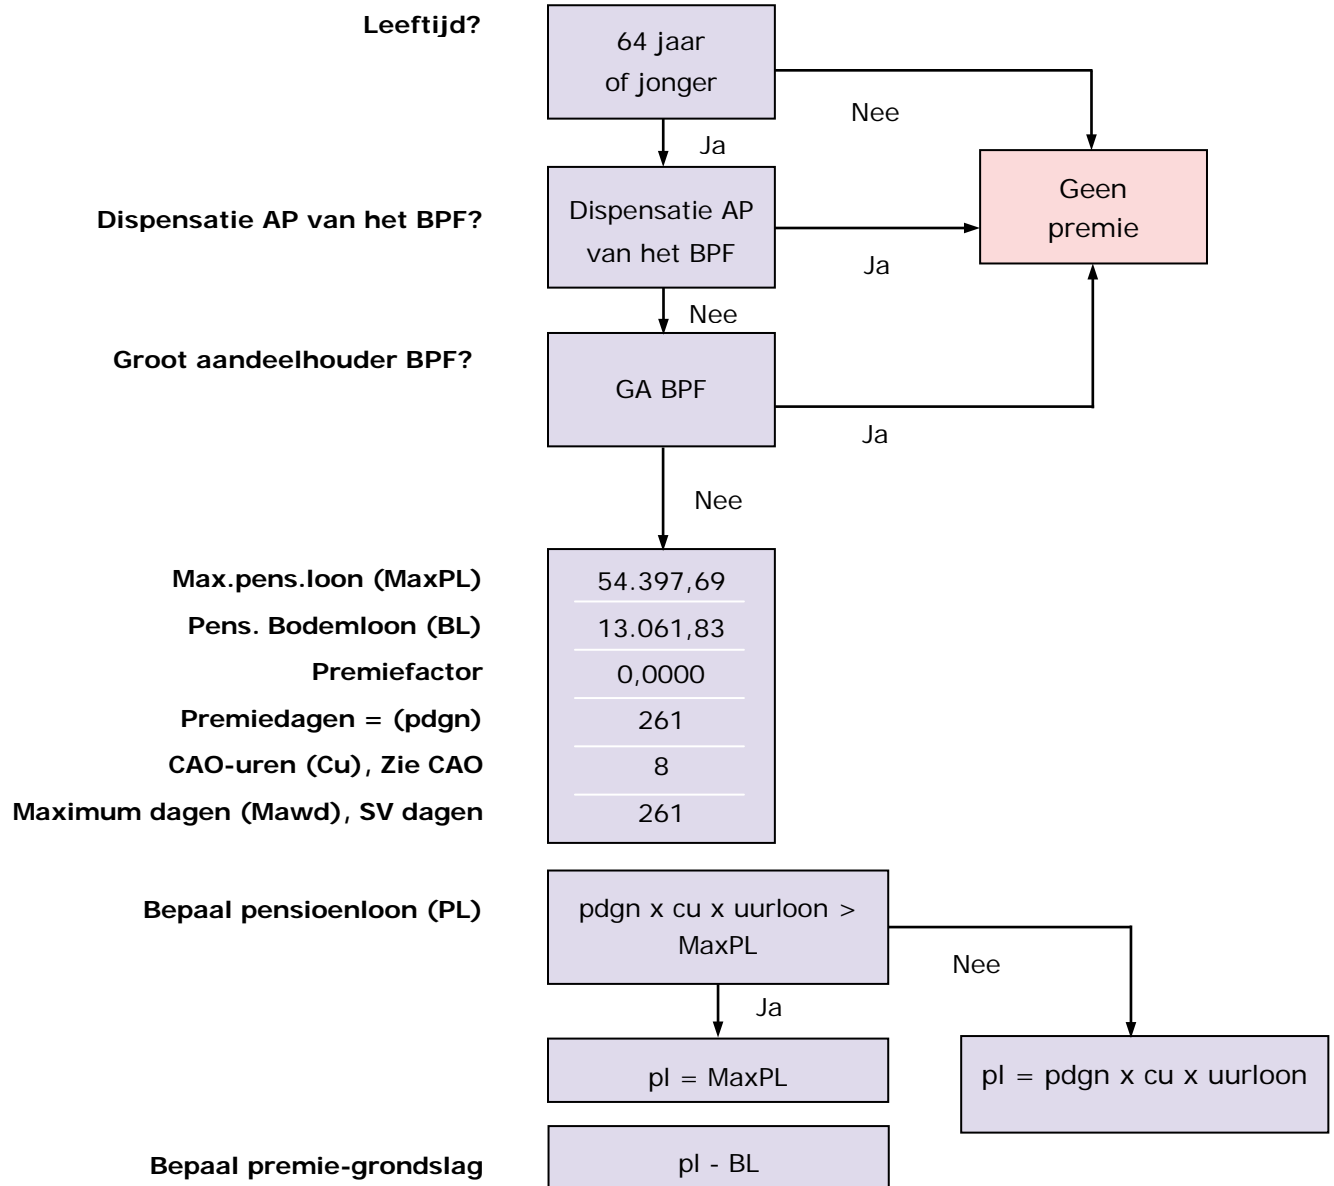 Leeftijd?
64 jaar
of jonger
Nee
Ja
Geen
premie
Dispensatie AP van het BPF?
Dispensatie AP
van het BPF
Ja
Nee
Groot aandeelhouder BPF?
GA BPF
Ja
Nee
Max.pens.loon (MaxPL)
54.397,69
Pens. Bodemloon (BL)
13.061,83
Premiefactor
0,0000
Premiedagen = (pdgn)
261
CAO-uren (Cu), Zie CAO
8
Maximum dagen (Mawd), SV dagen
261
Bepaal pensioenloon (PL)
pdgn x cu x uurloon >
MaxPL
Nee
Ja
pl = MaxPL
pl = pdgn x cu x uurloon
Bepaal premie-grondslag
pl - BL